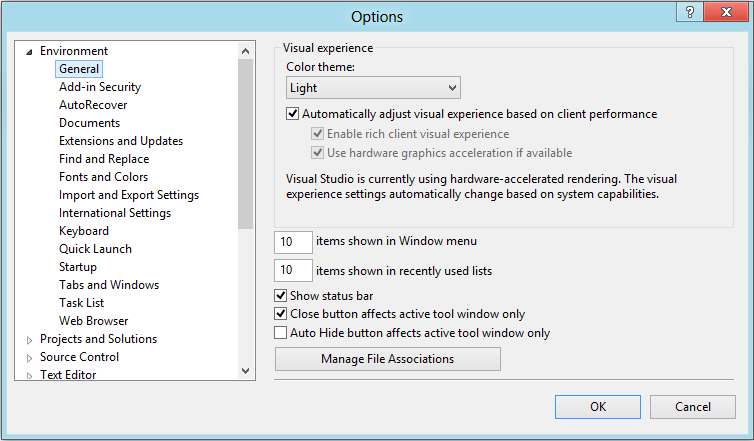 Options
Environment
General
Add-in Security
AutoRecover
Documents
Extensions and Updates
Find and Replace
Fonts and Colors
Import and Export Settings
International Settings
Keyboard
Quick Launch
Startup
Tabs and Windows
Task List
Web Browser
Projects and Solutions
Source Control
Text Editor
Visual experience
Color theme:
Light
Automatically adjust visual experience based on client performance
Enable rich client visual experience
Use hardware graphics acceleration if available
Visual Studio is currently using hardware-accelerated rendering. The visual
experience settings automatically change based on system capabilities.
10 items shown in Window menu
10 items shown in recently used lists
Show status bar
Close button affects active tool window only
Auto Hide button affects active tool window only
Manage File Associations
OK
Cancel